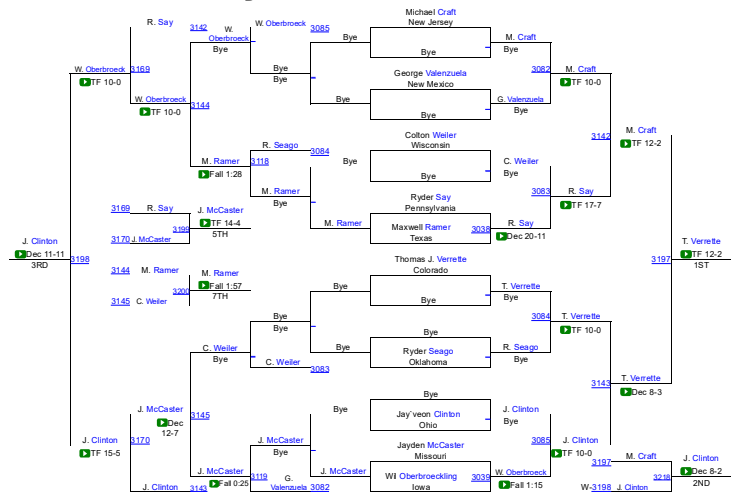 Michael Craft
New Jersey
Bye
Bye
M. Craft
Bye
George Valenzuela
New Mexico
Bye
Bye
G. Valenzuela
Bye
3082
M. Craft
TF 10-0
Colton Weiler
Wisconsin
Bye
Bye
C. Weiler
Bye
Ryder Say
Pennsylvania
Maxwell Ramer
Texas
3038
M. Ramer
R. Say
Dec 20-11
3083
R. Say
TF 17-7
3142
M. Craft
TF 12-2
Thomas J. Verrette
Colorado
Bye
Bye
T. Verrette
Bye
Bye
Bye
Ryder Seago
Oklahoma
R. Seago
Bye
3084
T. Verrette
TF 10-0
Bye
Jay`veon Clinton
Ohio
Bye
J. Clinton
Bye
Jayden McCaster
Missouri
Wil Oberbroeckling
Iowa
3039
J. McCaster
W. Oberbroeck
Fall 1:15
3085
J. Clinton
TF 10-0
3143
T. Verrette
Dec 8-3
3197
T. Verrette
TF 12-2
1ST
3197
M. Craft
W-3198
J. Clinton
3218
J. Clinton
Dec 8-2
2ND
R. Say
3142
W. Oberbroeck
Bye
W. Oberbroeck
3085
Bye
Bye
W. Oberbroeck
3169
TF 10-0
W. Oberbroeck
3144
TF 10-0
R. Seago
3084
M. Ramer
3118
Fall 1:28
M. Ramer
Bye
3169
R. Say
3170
J. McCaster
3199
J. McCaster
TF 14-4
5TH
J. Clinton
Dec 11-11
3RD
3198
3144
M. Ramer
3145
C. Weiler
3200
M. Ramer
Fall 1:57
7TH
Bye
Bye
C. Weiler
Bye
C. Weiler
3083
J. McCaster
3145
Dec
12-7
J. Clinton
3170
TF 15-5
J. McCaster
Bye
J. McCaster
3119
Fall 0:25
G.
Valenzuela
3082
J. Clinton
3143